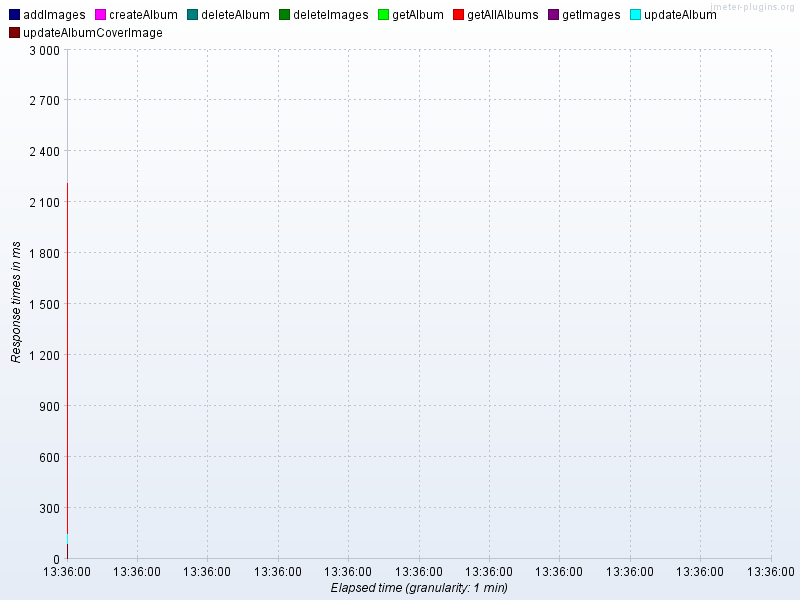 jmeter-plugins.org
addImages createAlbum deleteAlbum deleteImages getAlbum getAllAlbums getImages updateAlbum
updateAlbumCoverImage
3 000
2 700
2 400
2 100
1 800
1 500
1 200
900
600
300
0
Response times in ms
13:36:00 13:36:00 13:36:00 13:36:00 13:36:00 13:36:00 13:36:00 13:36:00 13:36:00 13:36:00 13:36:00
Elapsed time (granularity: 1 min)